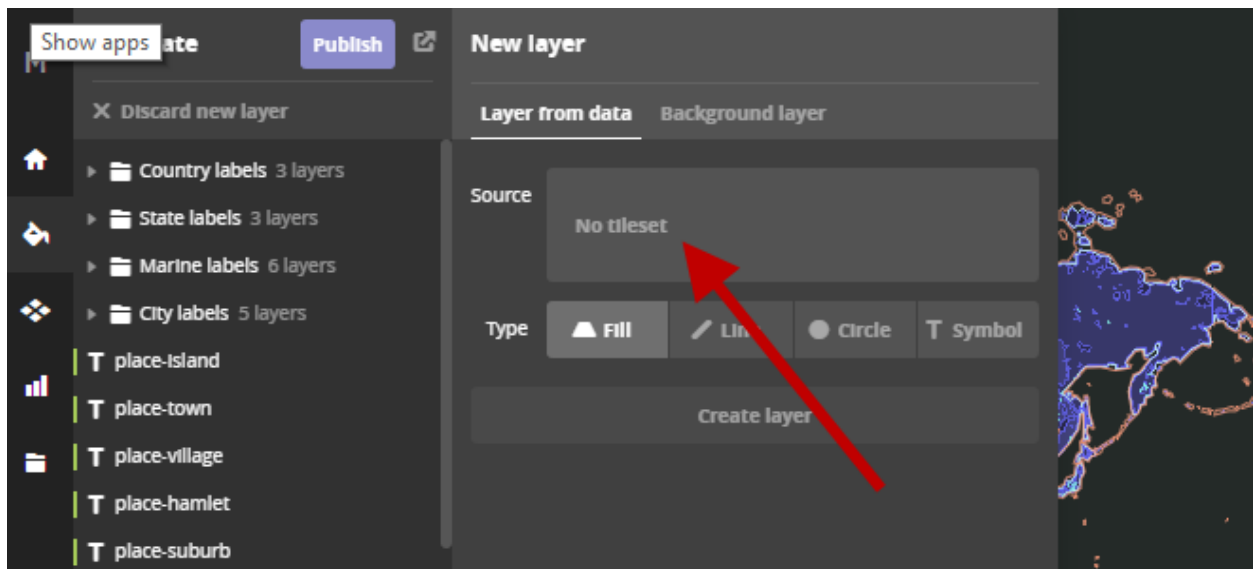 Show apps
ate
Publish
New layer
Discard new layer
Layer from data
Background layer
Country labels 3 layers
State labels 3 layers
Marine labels 6 layers
City labels 5 layers
place-island
place-town
place-village
place-hamlet
place-suburb
Source
No tileset
Type
Fill
Circle
T Symbol
Create layer